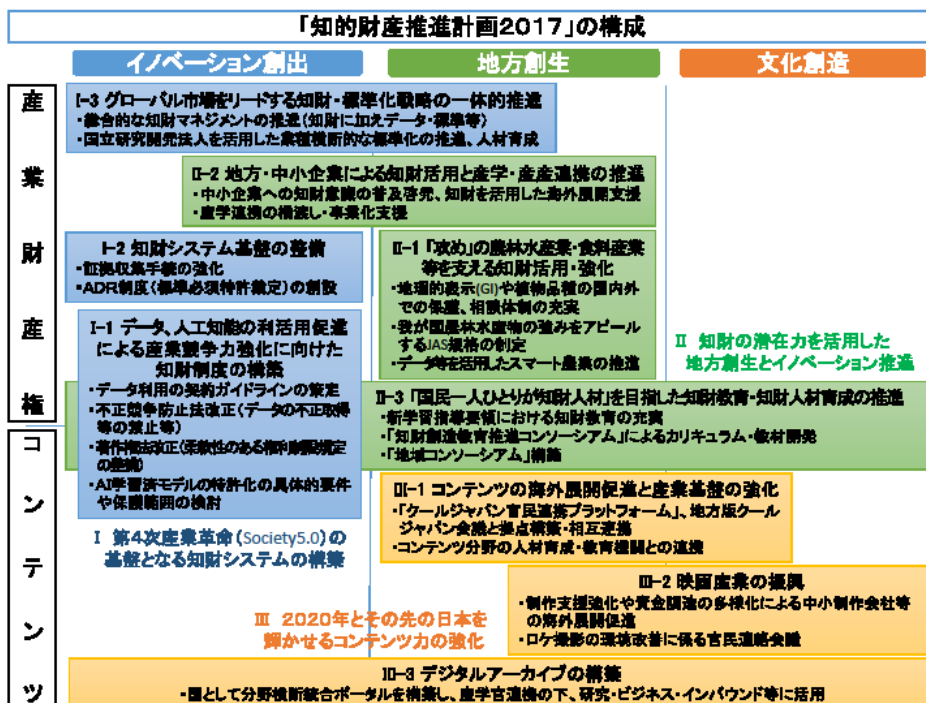 「知的財産推進計画2017」の構成
イノベーション創出
地方創生
文化創造
産業財産権
コンテンツ
I-3 グローバル市場をリードする知財・標準化戦略の一体的推進
・総合的な知財マネジメントの推進(知財に加えデータ・標準等)
・国立研究開発法人を活用した業種横断的な標準化の推進、人材育成
II-2 地方・中小企業による知財活用と産学・産産連携の推進
・中小企業への知財意識の普及啓発、知財を活用した海外展開支援
・産学連携の橋渡し・事業化支援
I-2 知財システム基盤の整備
・証拠収集手続の強化
・ADR制度(標準必須特許裁定)の創設
II-1 「攻め」の農林水産業・食料産業
等を支える知財活用・強化
・地理的表示(GI)や植物品種の国内外
での保護、相談体制の充実
・我が国農林水産物の強みをアピール
するJAS規格の制定
・データ等を活用したスマート産業の推進
I-1 データ、人工知能の利活用促進
による産業競争力強化に向けた
知財制度の構築
・データ利用の契約ガイドラインの策定
・不正競争防止法改正(データの不正取得
等の禁止等)
・著作権法改正(柔軟性のある権利制限規定
の整備)
・AI学習済モデルの特許化の具体的要件
や保護範囲の検討
II 知財の潜在力を活用した
地方創生とイノベーション推進
II-3 「国民一人ひとりが知財人材」を目指した知財教育・知財人材育成の推進
・新学習指導要領における知財教育の充実
・「知財創造教育推進コンソーシアム」によるカリキュラム・教材開発
・「地域コンソーシアム」構築
I 第4次産業革命(Society5.0)の
基盤となる知財システムの構築
III-1 コンテンツの海外展開促進と産業基盤の強化
・「クールジャパン官民連携プラットフォーム」、地方版クール
ジャパン会議と拠点構築・相互連携
・コンテンツ分野の人材育成・教育機関との連携
III-2 映画産業の振興
・制作支援強化や資金調達の多様化による中小制作会社等
の海外展開促進
・ロケ撮影の環境改善に係る官民連絡会議
III 2020年とその先の日本を
輝かせるコンテンツ力の強化
III-3 デジタルアーカイブの構築
・国として分野横断統合ポータルを構築し、産学官連携の下、研究・ビジネス・インバウンド等に活用